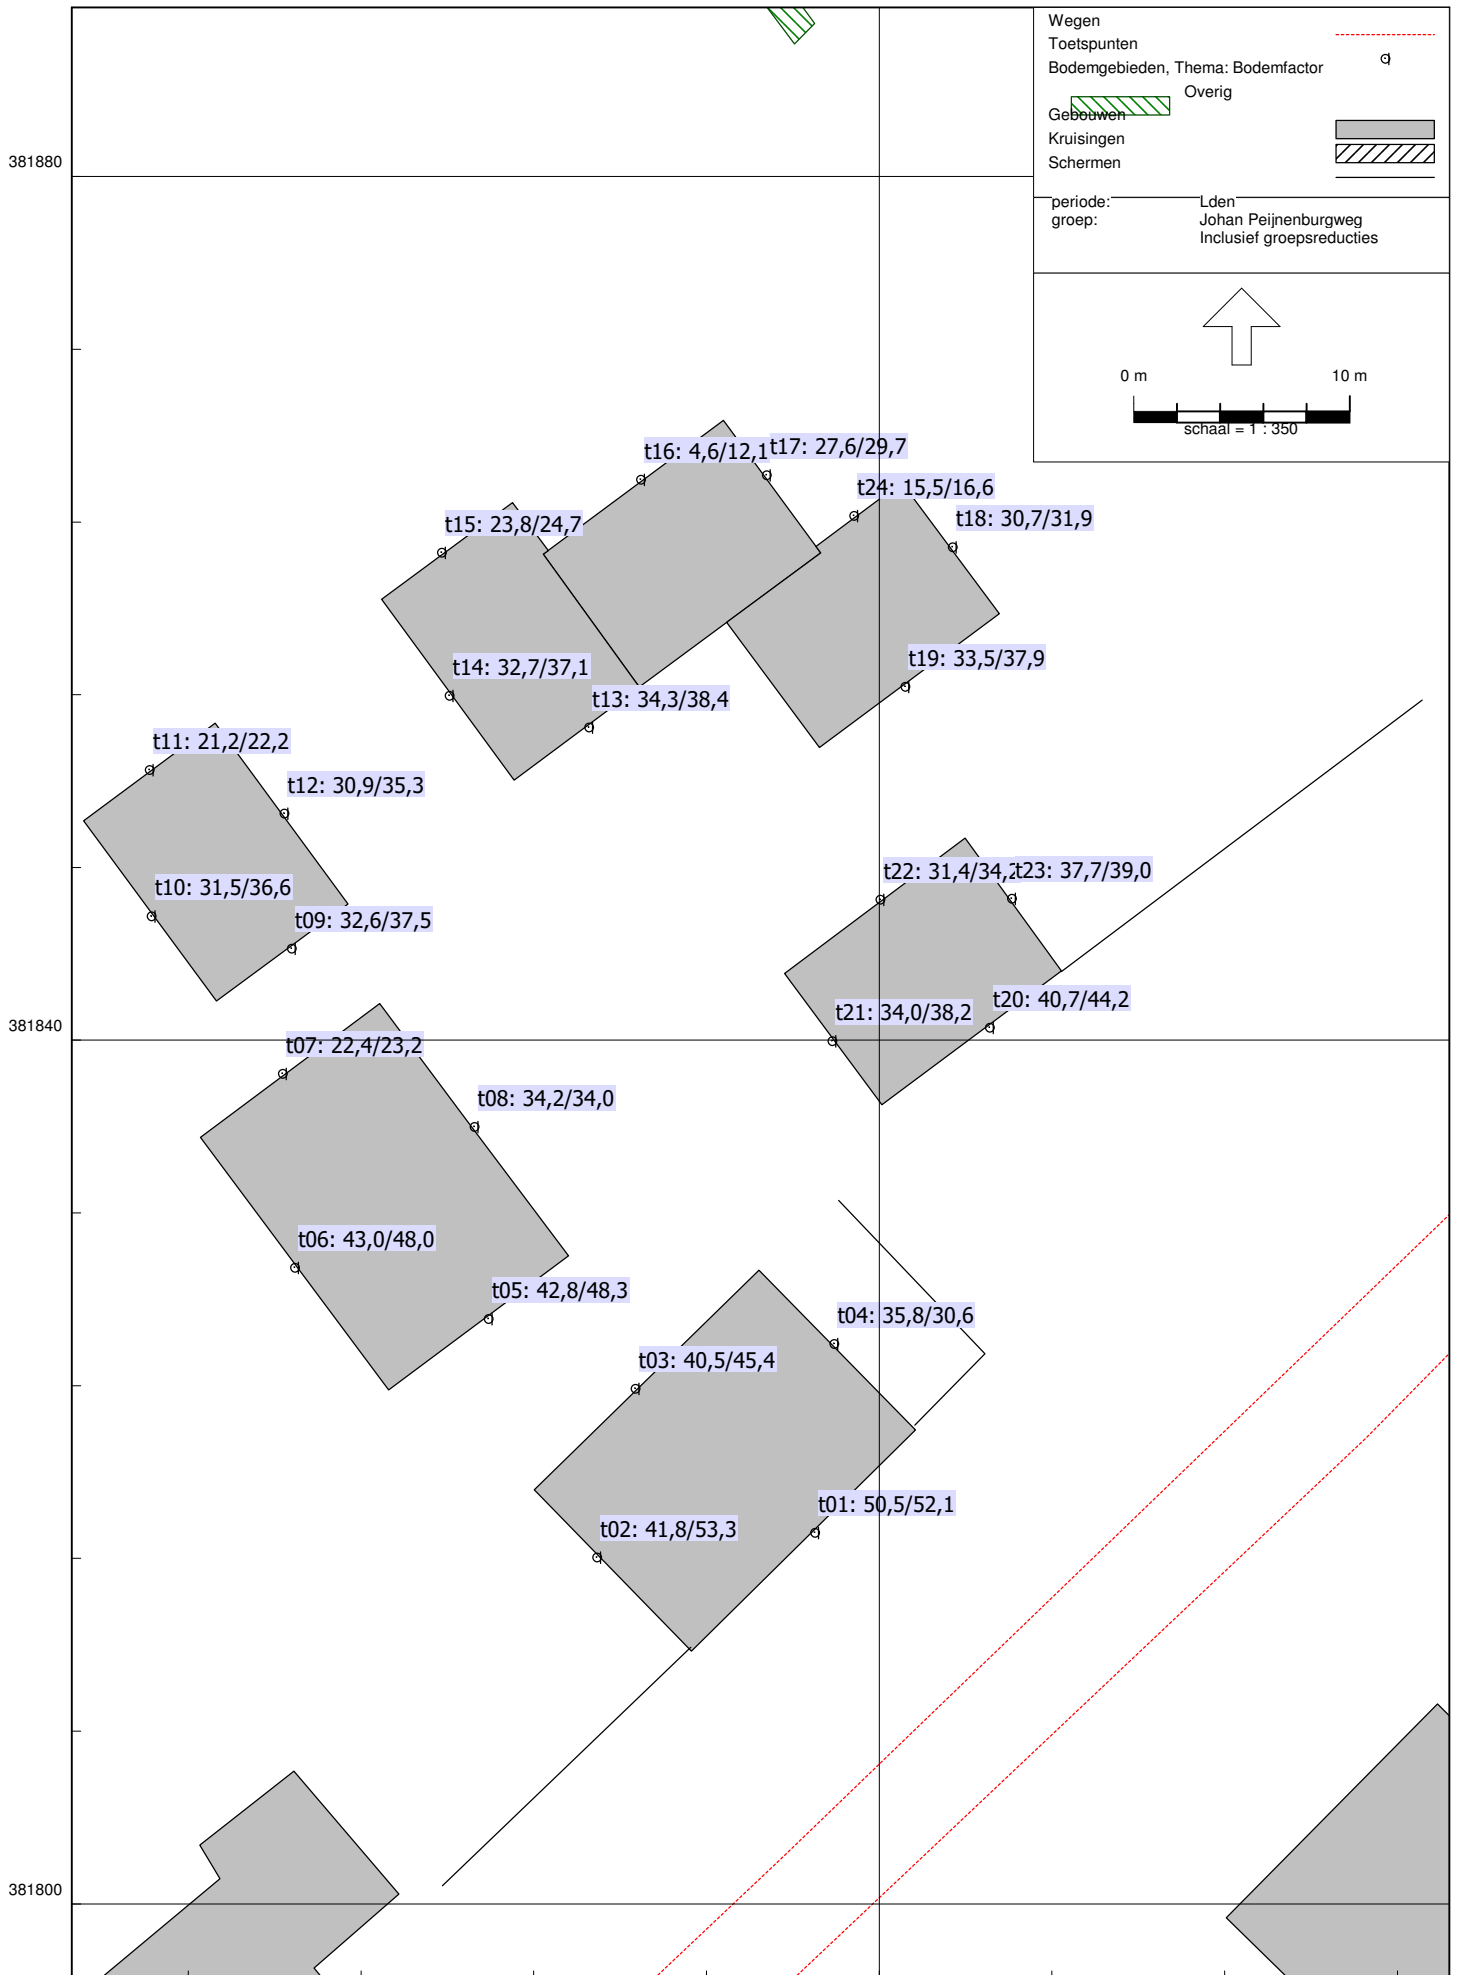 Wegen
Toetspunten
Bodemgebieden, Thema: Bodemfactor
Overig
Gebouwen
Kruisingen
Schermen
periode: Lden
groep: Johan Peijnenburgweg
Inclusief groepsreducties
0 m 10 m
schaal = 1 : 350
381880
t16: 4,6/12,1
t17: 27,6/29,7
t24: 15,5/16,6
t15: 23,8/24,7
t18: 30,7/31,9
t14: 32,7/37,1
t19: 33,5/37,9
t13: 34,3/38,4
t11: 21,2/22,2
t12: 30,9/35,3
t22: 31,4/34,2
t23: 37,7/39,0
t10: 31,5/36,6
t09: 32,6/37,5
t20: 40,7/44,2
t21: 34,0/38,2
381840
t07: 22,4/23,2
t08: 34,2/34,0
t06: 43,0/48,0
t05: 42,8/48,3
t04: 35,8/30,6
t03: 40,5/45,4
t01: 50,5/52,1
t02: 41,8/53,3
381800